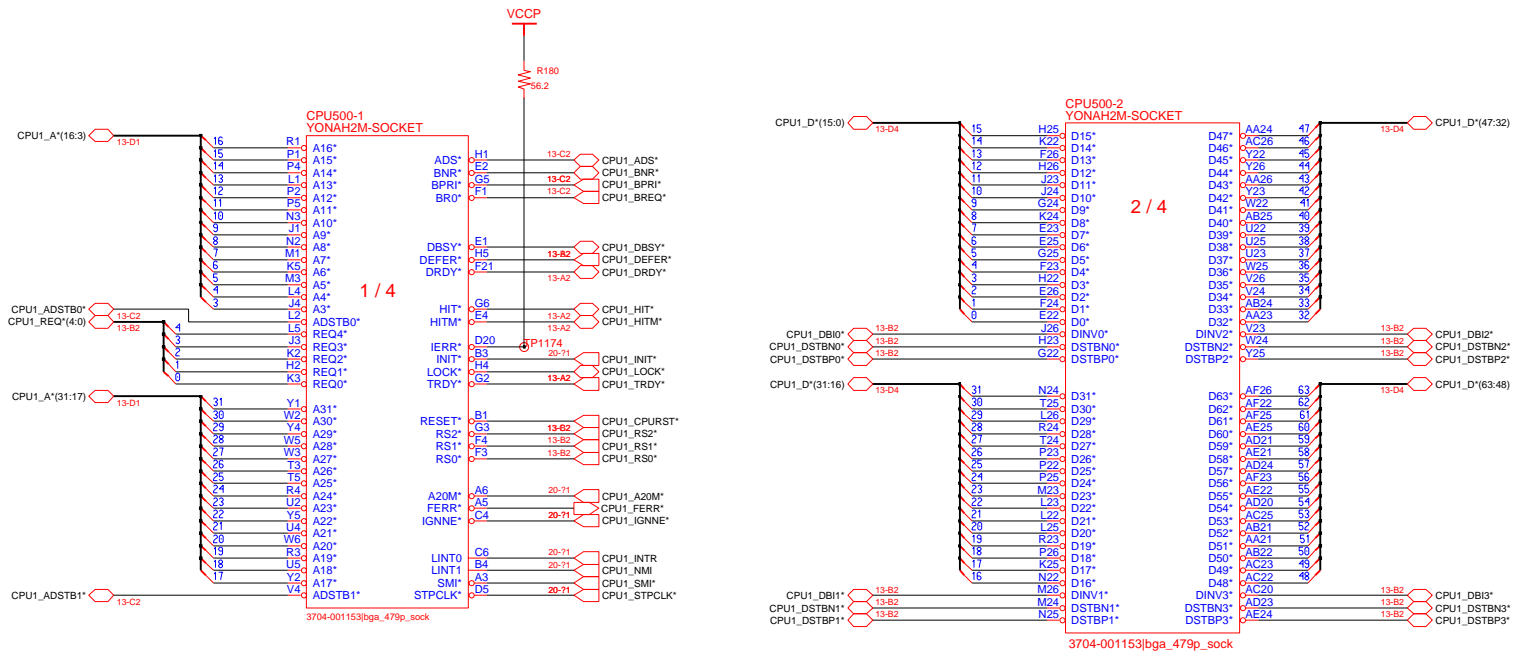 VCCP
R180
56.2
CPU500-1
YONAH2M-SOCKET
1 / 4
CPU1_A*(16:3)
13-D1
16 R1 A16*
15 P1 A15*
14 P4 A14*
13 L1 A13*
12 P2 A12*
11 P5 A11*
10 N3 A10*
9 J1 A9*
8 N2 A8*
7 M1 A7*
6 K5 A6*
5 M3 A5*
4 L4 A4*
3 J4 A3*
CPU1_ADSTB0* 13-C2 L2 ADSTB0*
CPU1_REQ*(4:0) 13-B2
4 L5 REQ4*
3 J3 REQ3*
2 K2 REQ2*
1 H2 REQ1*
0 K3 REQ0*
CPU1_A*(31:17)
13-D1
31 Y1 A31*
30 W2 A30*
29 Y4 A29*
28 W5 A28*
27 W3 A27*
26 T3 A26*
25 T5 A25*
24 R4 A24*
23 U2 A23*
22 Y5 A22*
21 U4 A21*
20 W6 A20*
19 R3 A19*
18 U5 A18*
17 Y2 A17*
CPU1_ADSTB1* 13-C2 V4 ADSTB1*
ADS* H1 13-C2 CPU1_ADS*
BNR* E2 CPU1_BNR*
BPRI* G5 13-C2 CPU1_BPRI*
BR0* F1 13-C2 CPU1_BREQ*
DBSY* E1 CPU1_DBSY*
DEFER* H5 CPU1_DEFER*
DRDY* F21 13-A2 CPU1_DRDY*
HIT* G6 CPU1_HIT*
HITM* E4 13-A2 CPU1_HITM*
13-A2
IERR* D20 TP1174
INIT* B3 20-?1 CPU1_INIT*
LOCK* H4 CPU1_LOCK*
TRDY* G2 13-A2 CPU1_TRDY*
RESET* B1 CPU1_CPURST*
RS2* G3 CPU1_RS2*
RS1* F4 13-B2 CPU1_RS1*
RS0* F3 13-B2 CPU1_RS0*
A20M* A6 20-?1 CPU1_A20M*
FERR* A5 CPU1_FERR*
IGNNE* C4 20-?1 CPU1_IGNNE*
LINT0 C6 20-?1 CPU1_INTR
LINT1 B4 20-?1 CPU1_NMI
SMI* A3 CPU1_SMI*
STPCLK* D5 20-?1 CPU1_STPCLK*
3704-001153|bga_479p_sock
CPU500-2
YONAH2M-SOCKET
2 / 4
CPU1_D*(15:0)
13-D4
15 H25 D15*
14 K22 D14*
13 F26 D13*
12 H26 D12*
11 J23 D11*
10 J24 D10*
9 G24 D9*
8 K24 D8*
7 E23 D7*
6 E25 D6*
5 G25 D5*
4 F23 D4*
3 H22 D3*
2 E26 D2*
1 F24 D1*
0 E22 D0*
CPU1_DBI0* 13-B2 J26 DINV0*
CPU1_DSTBN0* 13-B2 H23 DSTBN0*
CPU1_DSTBP0* 13-B2 G22 DSTBP0*
CPU1_D*(31:16)
13-D4
31 N24 D31*
30 T25 D30*
29 L26 D29*
28 R24 D28*
27 T24 D27*
26 P23 D26*
25 P22 D25*
24 P25 D24*
23 M23 D23*
22 L23 D22*
21 L22 D21*
20 L25 D20*
19 R23 D19*
18 P26 D18*
17 K25 D17*
16 N22 D16*
CPU1_DBI1* 13-B2 M26 DINV1*
CPU1_DSTBN1* 13-B2 M24 DSTBN1*
CPU1_DSTBP1* 13-B2 N25 DSTBP1*
CPU1_D*(47:32)
13-D4
D47* AA24 47
D46* AC26 46
D45* Y22 45
D44* Y26 44
D43* AA26 43
D42* Y23 42
D41* W22 41
D40* AB25 40
D39* U22 39
D38* U25 38
D37* U23 37
D36* W25 36
D35* V26 35
D34* V24 34
D33* AB24 33
D32* AA23 32
DINV2* V23 13-B2 CPU1_DBI2*
DSTBN2* W24 13-B2 CPU1_DSTBN2*
DSTBP2* Y25 13-B2 CPU1_DSTBP2*
CPU1_D*(63:48)
13-D4
D63* AF26 63
D62* AF22 62
D61* AF25 61
D60* AE25 60
D59* AD21 59
D58* AE21 58
D57* AD24 57
D56* AF23 56
D55* AE22 55
D54* AD20 54
D53* AC25 53
D52* AB21 52
D51* AA21 51
D50* AB22 50
D49* AC23 49
D48* AC22 48
DINV3* AC20 13-B2 CPU1_DBI3*
DSTBN3* AD23 13-B2 CPU1_DSTBN3*
DSTBP3* AE24 13-B2 CPU1_DSTBP3*
3704-001153|bga_479p_sock